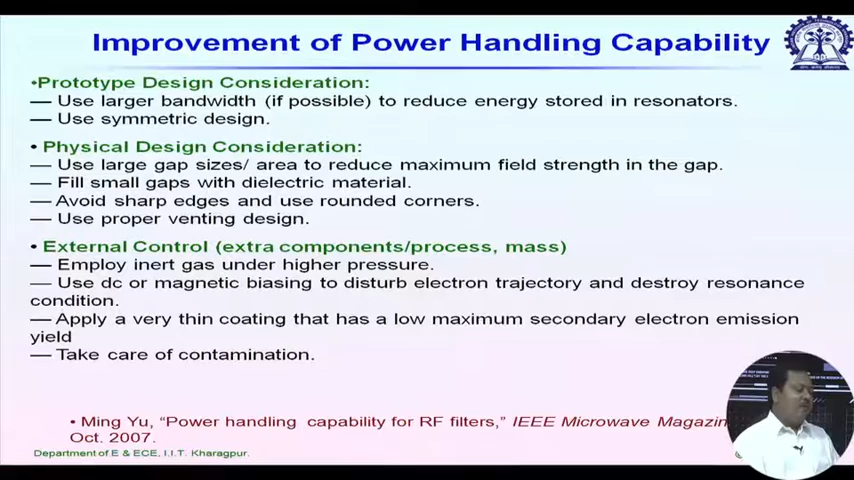 Improvement of Power Handling Capability
•Prototype Design Consideration:
— Use larger bandwidth (if possible) to reduce energy stored in resonators.
— Use symmetric design.
• Physical Design Consideration:
— Use large gap sizes/ area to reduce maximum field strength in the gap.
— Fill small gaps with dielectric material.
— Avoid sharp edges and use rounded corners.
— Use proper venting design.
• External Control (extra components/process, mass)
— Employ inert gas under higher pressure.
— Use dc or magnetic biasing to disturb electron trajectory and destroy resonance
condition.
— Apply a very thin coating that has a low maximum secondary electron emission
yield
— Take care of contamination.
• Ming Yu, “Power handling capability for RF filters,” IEEE Microwave
Oct. 2007.
Department of E & ECE, I.I.T. Kharagpur.